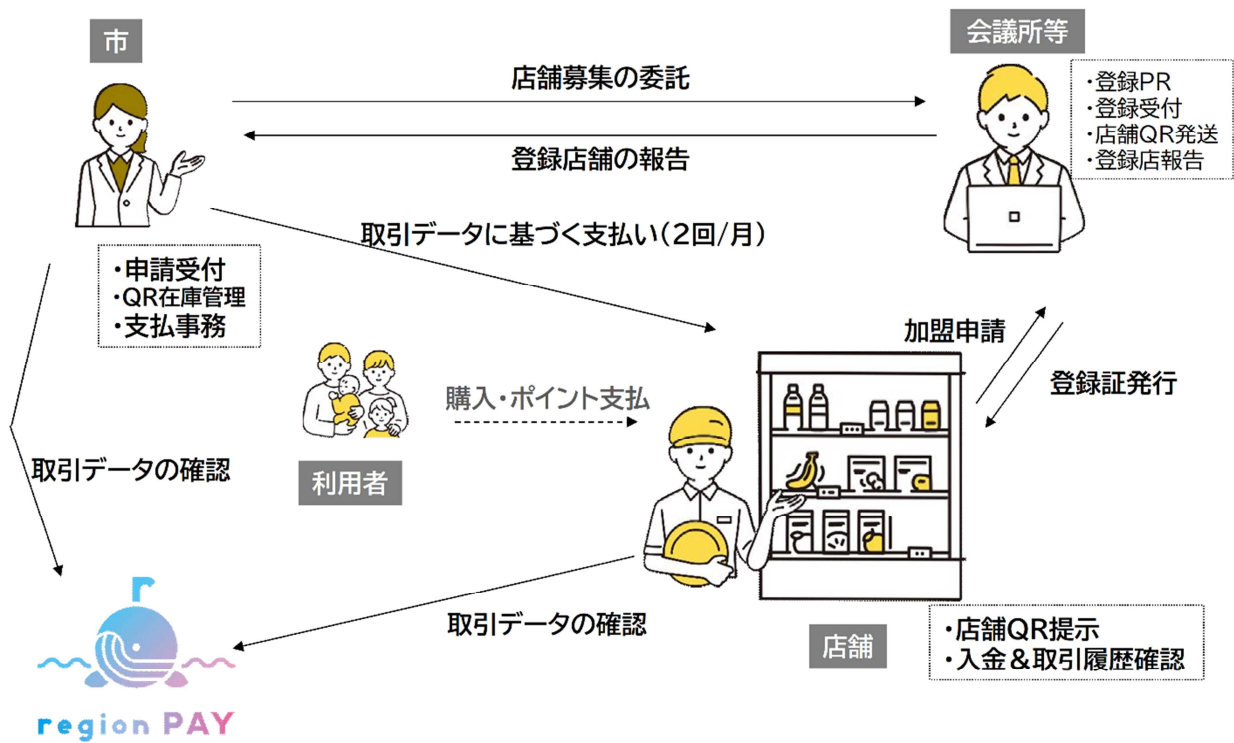 市
会議所等
店舗募集の委託
・登録PR
・登録受付
・店舗QR発送
・登録店報告
登録店舗の報告
取引データに基づく支払い(2回/月)
・申請受付
・QR在庫管理
・支払事務
加盟申請
登録証発行
購入・ポイント支払
取引データの確認
利用者
取引データの確認
店舗
・店舗QR提示
・入金&取引履歴確認
r
region PAY